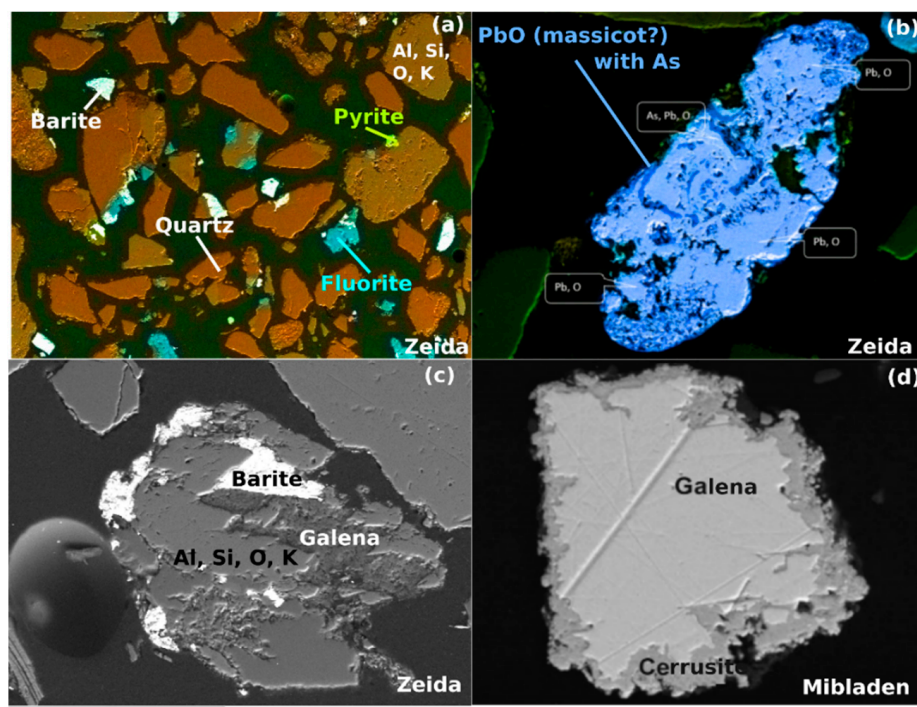 (a)
Al, Si,
O, K
Barite
Pyrite
Quartz
Fluorite
Zeida
(b)
PbO (massicot?)
with As
Pb, O
As, Pb, O
Pb, O
Pb, O
Zeida
(c)
Barite
Galena
Al, Si, O, K
Zeida
(d)
Galena
Cerrusite
Mibladen